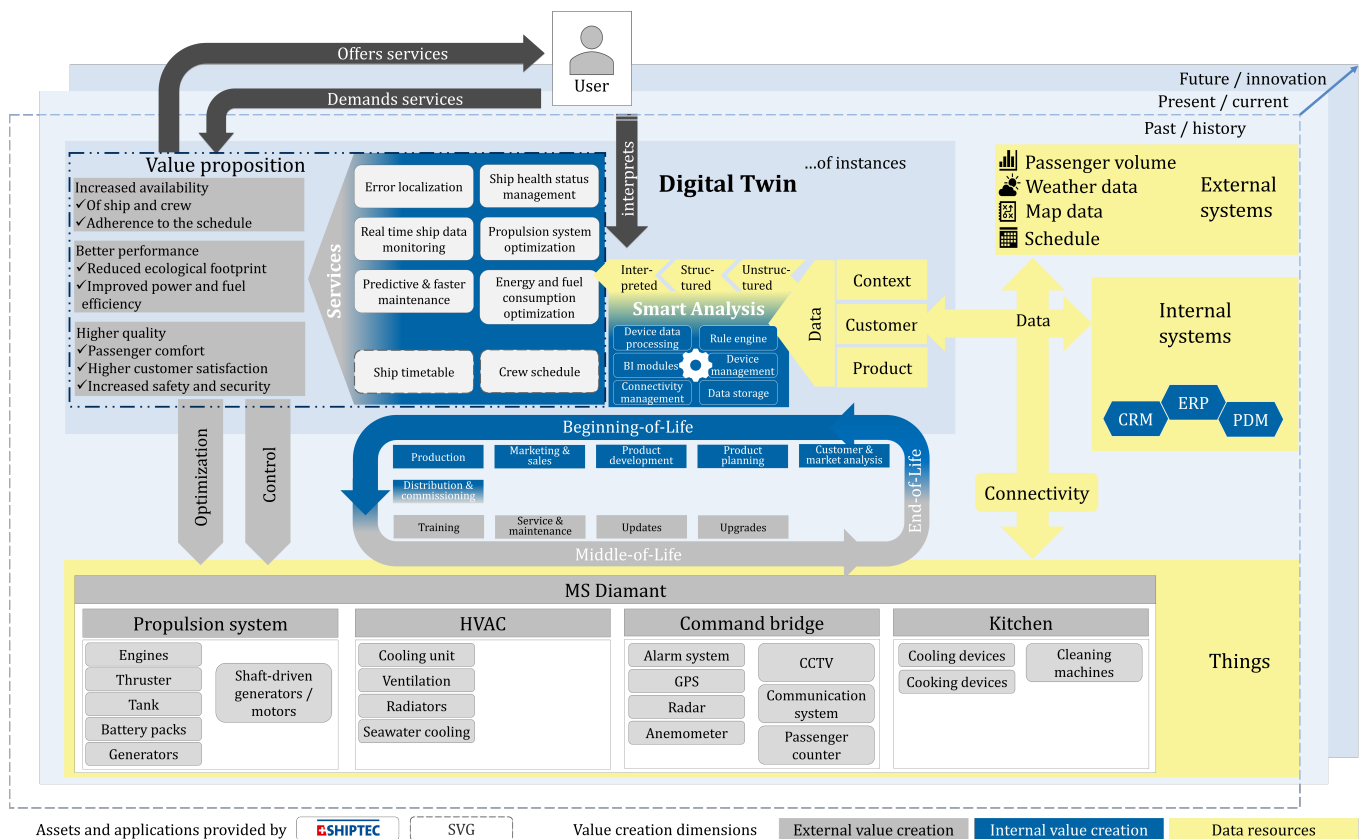 Offers services
User
Demands services
Future / innovation
Present / current
Past / history
Value proposition
Increased availability
✓Of ship and crew
✓Adherence to the schedule
Better performance
✓Reduced ecological footprint
✓Improved power and fuel
efficiency
Higher quality
✓Passenger comfort
✓Higher customer satisfaction
✓Increased safety and security
Services
Error localization
Ship health status
management
Real time ship data
monitoring
Propulsion system
optimization
Predictive & faster
maintenance
Energy and fuel
consumption
optimization
Ship timetable
Crew schedule
interprets
Digital Twin
...of instances
Inter-
preted
Struc-
tured
Unstruc-
tured
Smart Analysis
Device data
processing
Rule engine
BI modules
Device
management
Connectivity
management
Data storage
Data
Context
Customer
Product
Passenger volume
Weather data
Map data
Schedule
External
systems
Data
Internal
systems
CRM
ERP
PDM
Connectivity
Optimization
Control
Beginning-of-Life
Production
Marketing &
sales
Product
development
Product
planning
Customer &
market analysis
Distribution &
commissioning
Training
Service &
maintenance
Updates
Upgrades
Middle-of-Life
End-of-Life
MS Diamant
Propulsion system
Engines
Thruster
Tank
Battery packs
Generators
Shaft-driven
generators /
motors
HVAC
Cooling unit
Ventilation
Radiators
Seawater cooling
Command bridge
Alarm system
GPS
Radar
Anemometer
CCTV
Communication
system
Passenger
counter
Kitchen
Cooling devices
Cooking devices
Cleaning
machines
Things
Assets and applications provided by
SHIPTEC
SVG
Value creation dimensions
External value creation
Internal value creation
Data resources